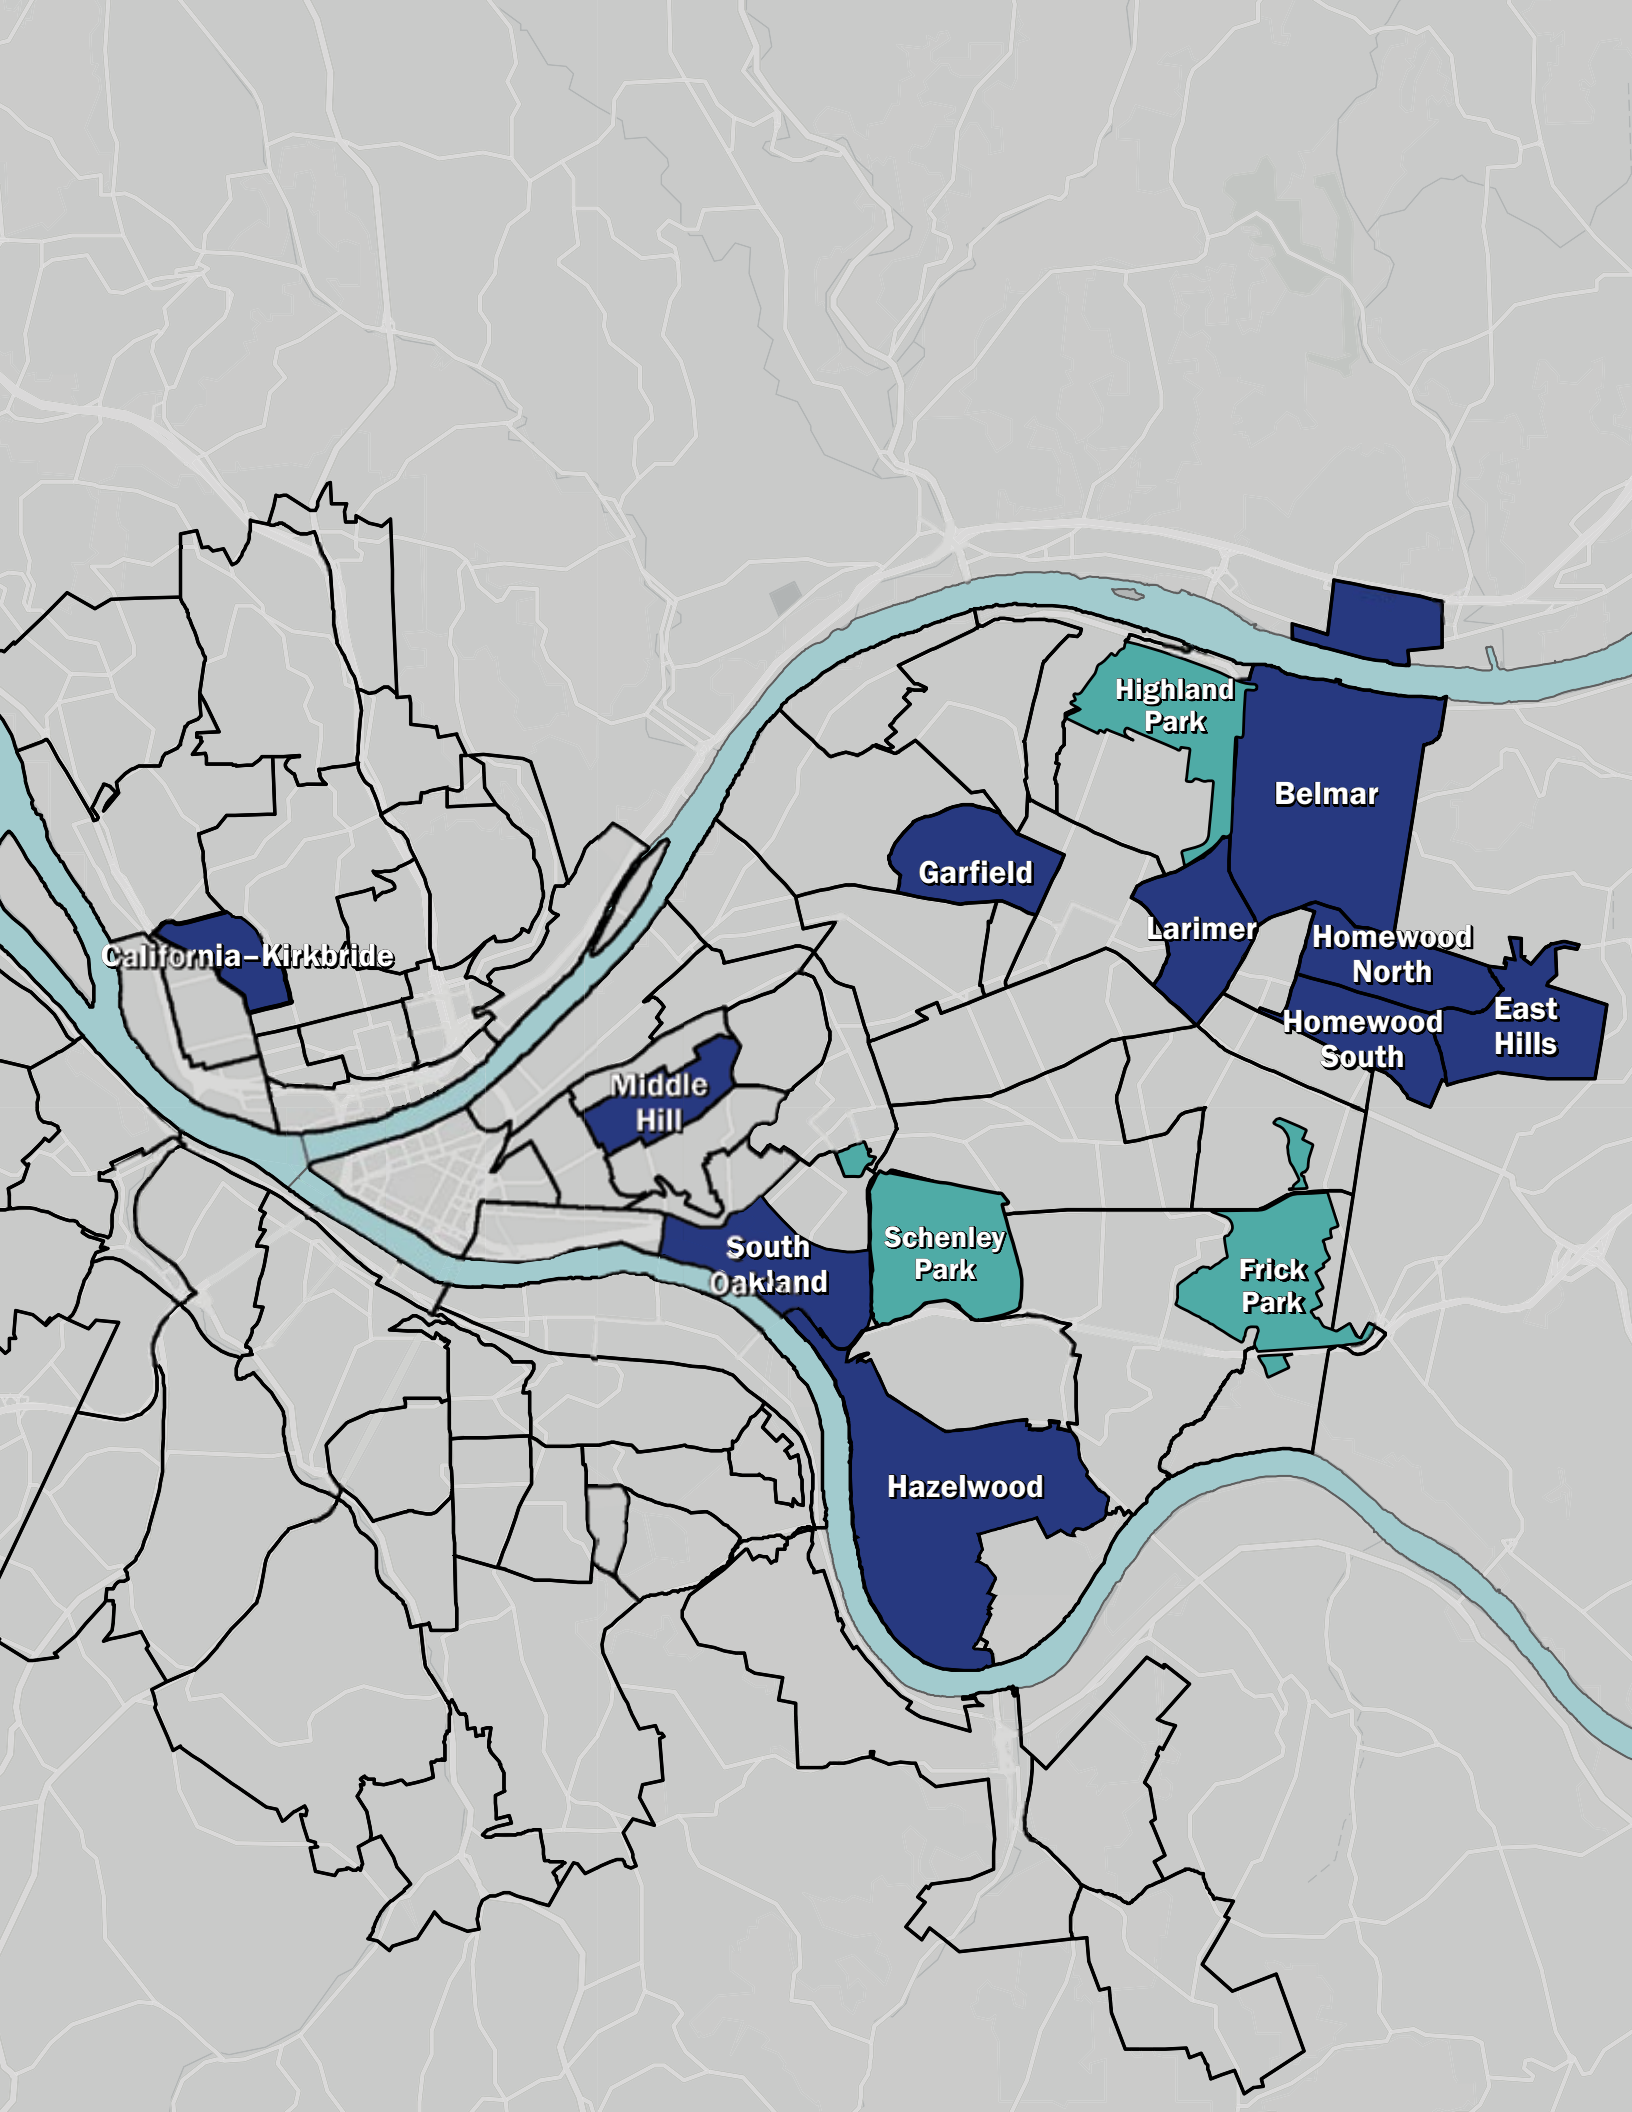 Highland
Park
Belmar
Garfield
Larimer
Homewood
North
California–Kirkbride
East
Hills
Homewood
South
Middle
Hill
South
Oakland
Schenley
Park
Frick
Park
Hazelwood